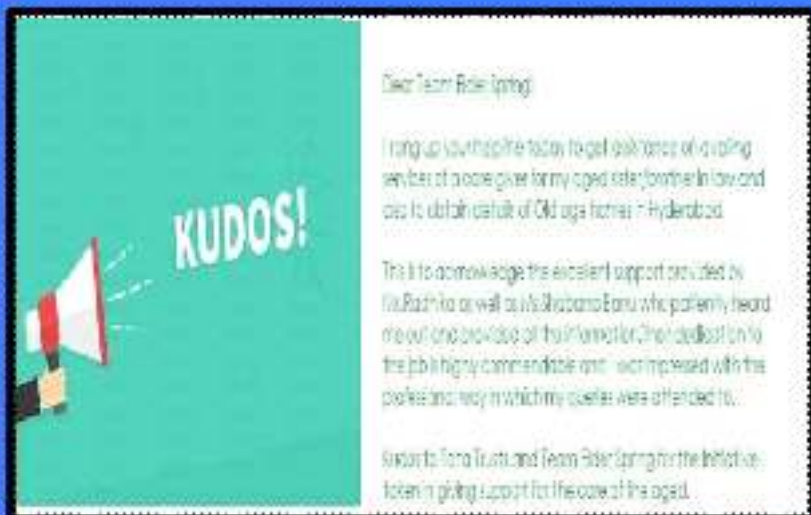 KUDOS!
Dear Team Elder Spring
I rang up your helpline today to get assistance on availing
services of a care giver for my aged sister/brother in law and
also to obtain details of Old age homes in Hyderabad.
This is to acknowledge the excellent support provided by
Ms.Radhika as well as Ms.Shabana Banu who patiently heard
me out and provided all the information. Their dedication to
the job is highly commendable and I was impressed with the
professional way in which my queries were attended to.
Kudos to Tata Trusts and Team Elder Spring for the initiative
taken in giving support for the care of the aged.